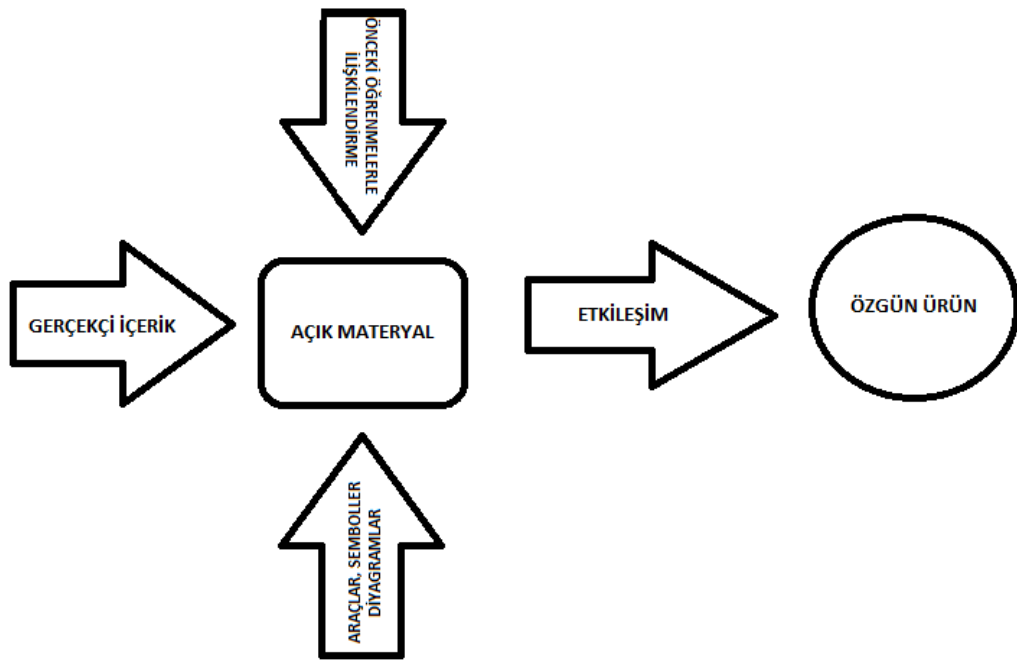 ÖNCEKİ ÖĞRENMELERLE
İLİŞKİLENDİRME
GERÇEKÇİ İÇERİK
AÇIK MATERYAL
ETKİLEŞİM
ÖZGÜN ÜRÜN
ARAÇLAR, SEMBOLLER
DİYAGRAMLAR